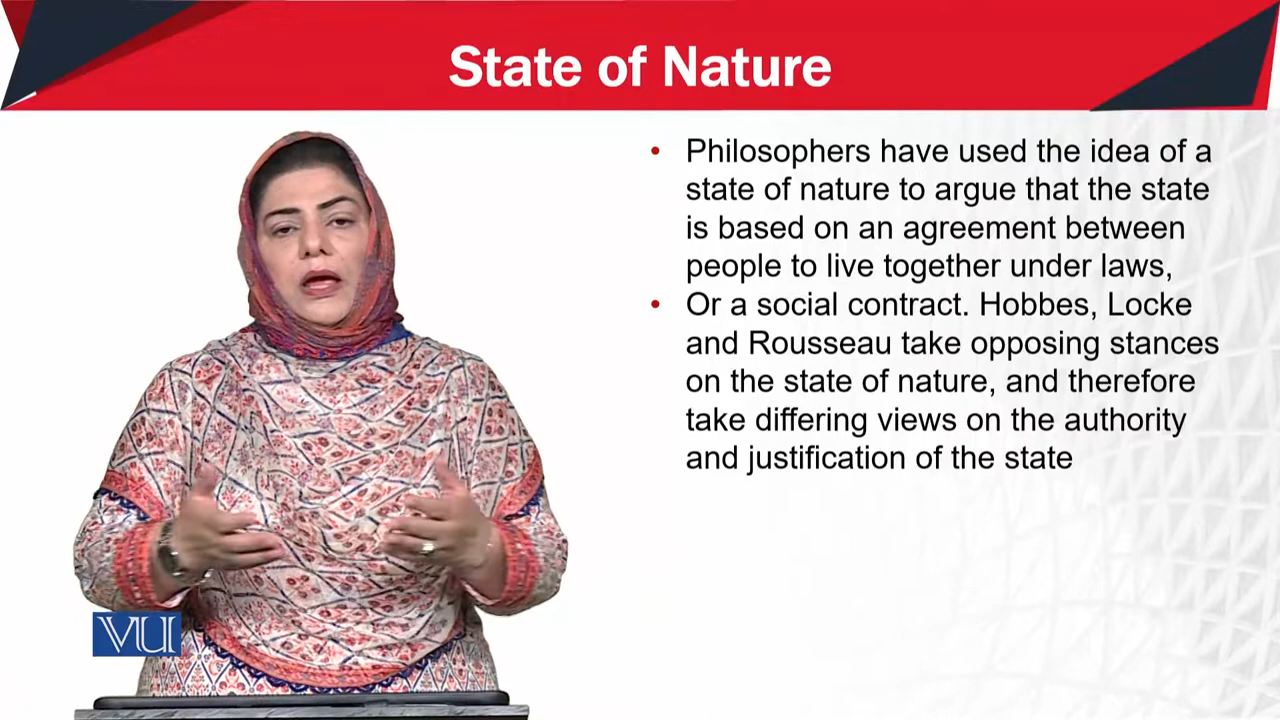 State of Nature
• Philosophers have used the idea of a
state of nature to argue that the state
is based on an agreement between
people to live together under laws,
• Or a social contract. Hobbes, Locke
and Rousseau take opposing stances
on the state of nature, and therefore
take differing views on the authority
and justification of the state
VU